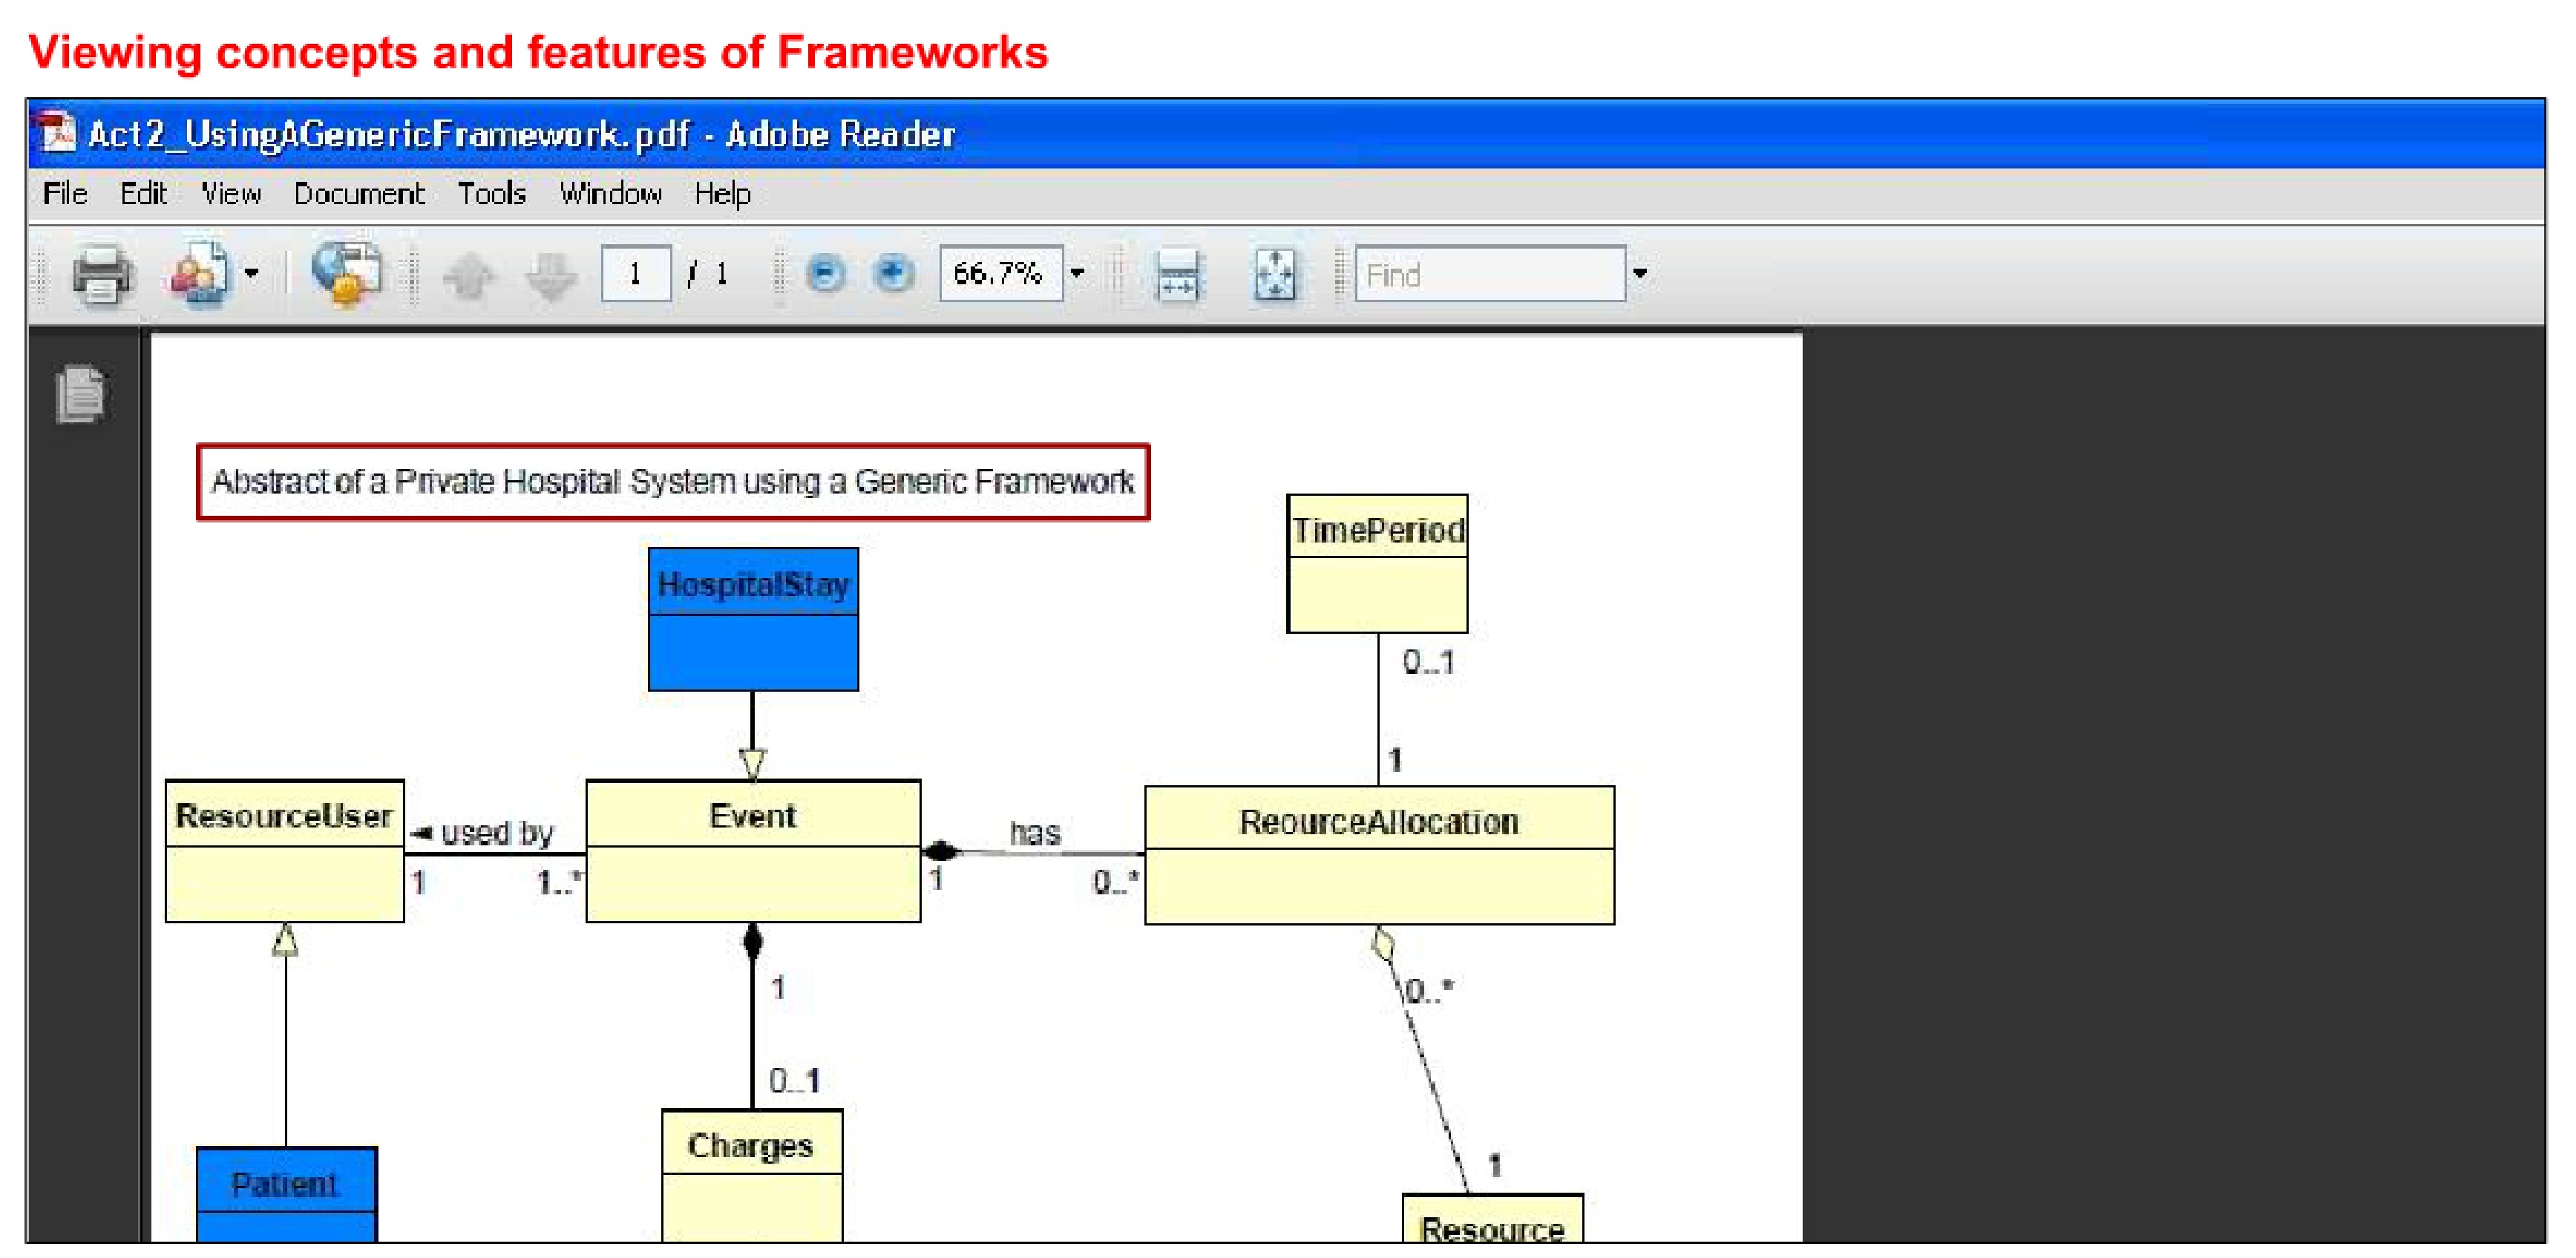 Viewing concepts and features of Frameworks
Act2_UsingAGenericFramework.pdf - Adobe Reader
File Edit View Document Tools Window Help
1 / 1 66.7% Find
Abstract of a Private Hospital System using a Generic Framework
TimePeriod
HospitalStay
0..1
1
ResourceUser
used by
Event
has
ReourceAllocation
1
1..*
1
0..*
1
0..*
0..1
Charges
1
Patient
Resource